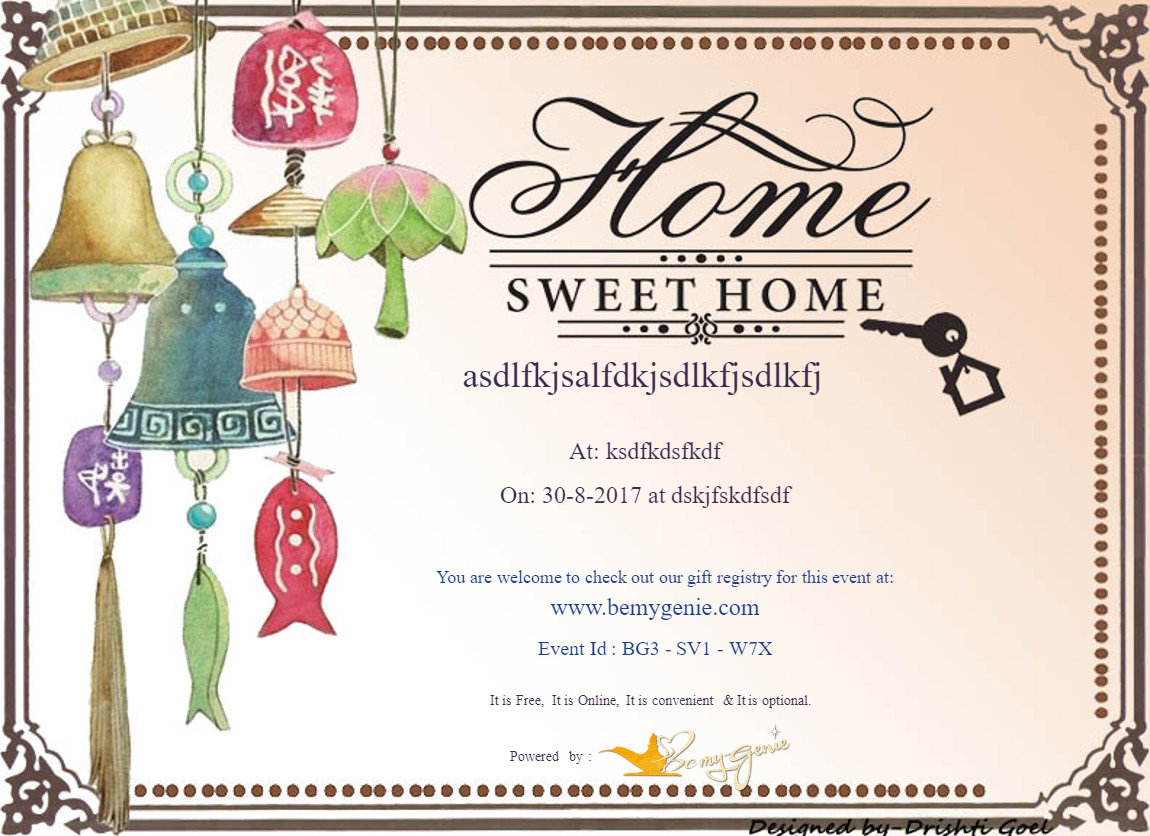 Home
SWEET HOME
asdlfkjsalfdkjsdlkfjsdlkfj
At: ksdfkdsfkdf
On: 30-8-2017 at dskjfskdfsdf
You are welcome to check out our gift registry for this event at:
www.bemygenie.com
Event Id : BG3 - SV1 - W7X
It is Free, It is Online, It is convenient & It is optional.
Powered by : Be my Genie
Designed by-Drishti Goel